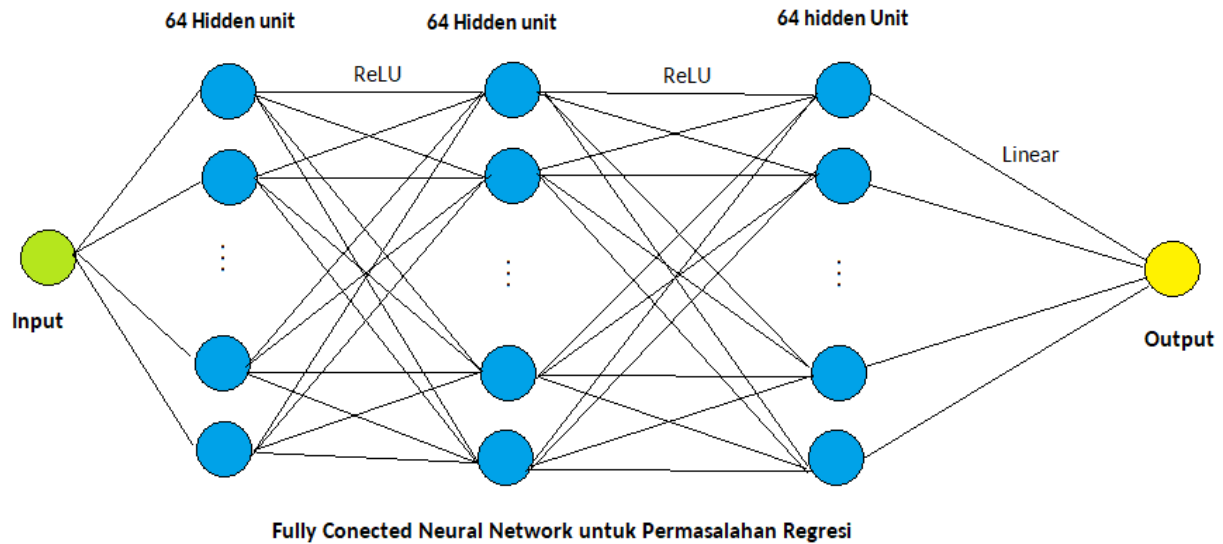 64 Hidden unit
64 Hidden unit
64 hidden Unit
ReLU
ReLU
Linear
Input
Output
Fully Conected Neural Network untuk Permasalahan Regresi